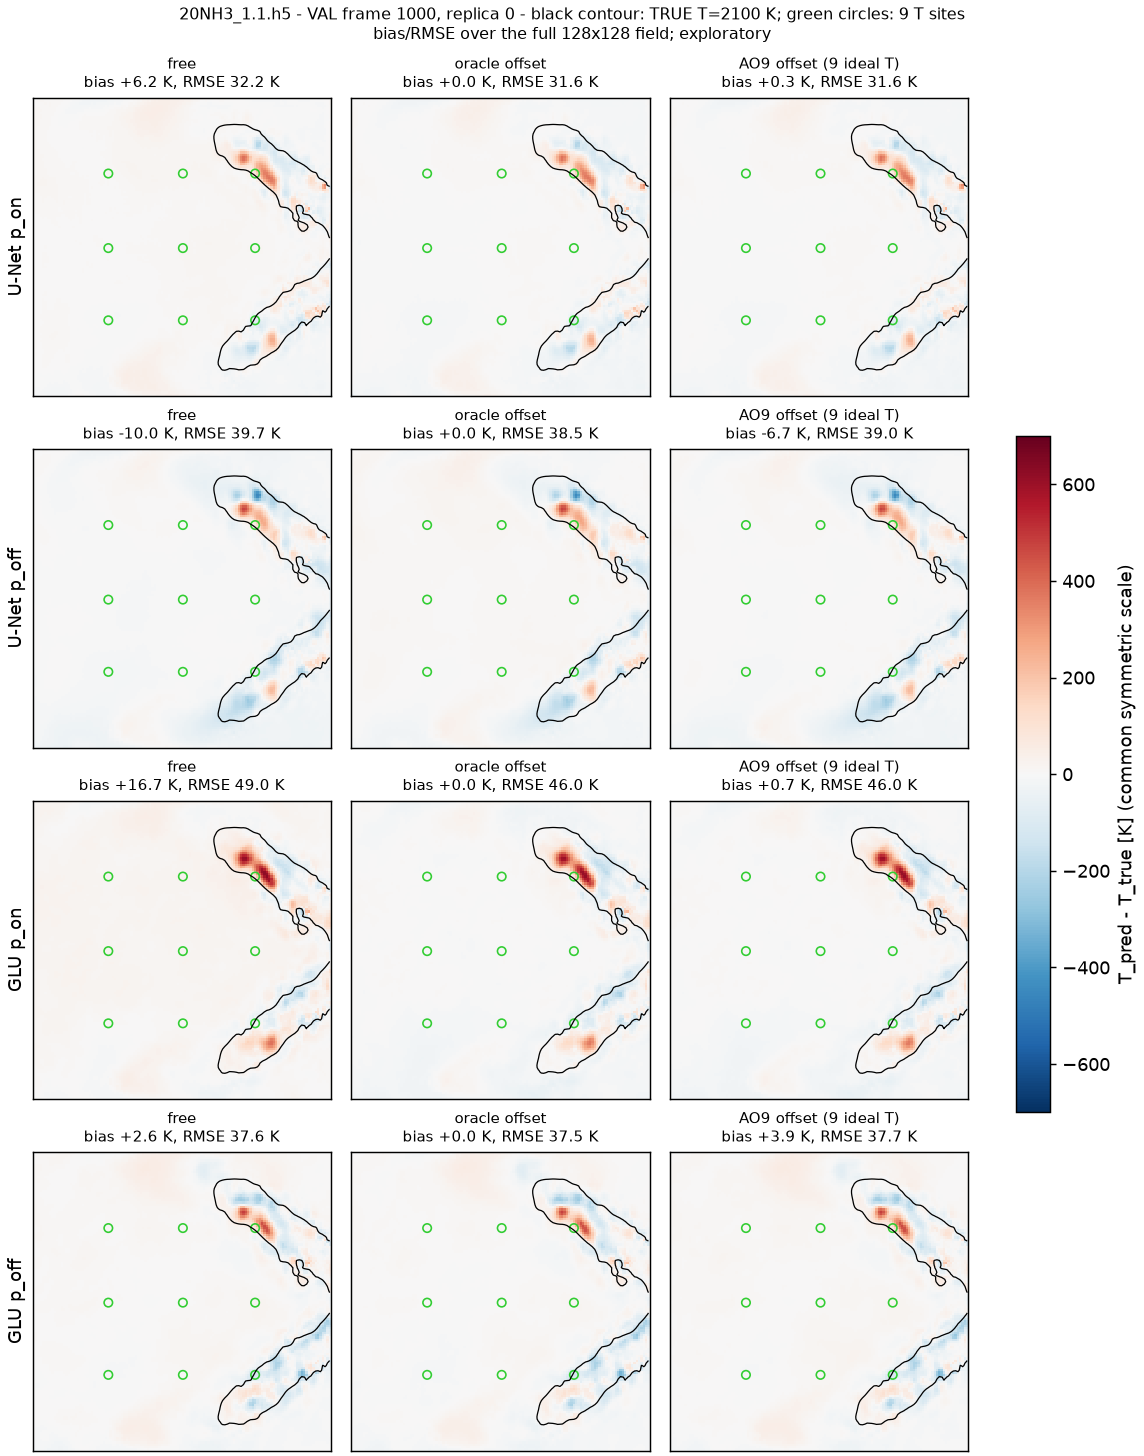 20NH3_1.1.h5 - VAL frame 1000, replica 0 - black contour: TRUE T=2100 K; green circles: 9 T sites
bias/RMSE over the full 128x128 field; exploratory
free
bias +6.2 K, RMSE 32.2 K
oracle offset
bias +0.0 K, RMSE 31.6 K
AO9 offset (9 ideal T)
bias +0.3 K, RMSE 31.6 K
U-Net p_on
free
bias -10.0 K, RMSE 39.7 K
oracle offset
bias +0.0 K, RMSE 38.5 K
AO9 offset (9 ideal T)
bias -6.7 K, RMSE 39.0 K
U-Net p_off
free
bias +16.7 K, RMSE 49.0 K
oracle offset
bias +0.0 K, RMSE 46.0 K
AO9 offset (9 ideal T)
bias +0.7 K, RMSE 46.0 K
GLU p_on
free
bias +2.6 K, RMSE 37.6 K
oracle offset
bias +0.0 K, RMSE 37.5 K
AO9 offset (9 ideal T)
bias +3.9 K, RMSE 37.7 K
GLU p_off
600
400
200
0
−200
−400
−600
T_pred - T_true [K] (common symmetric scale)